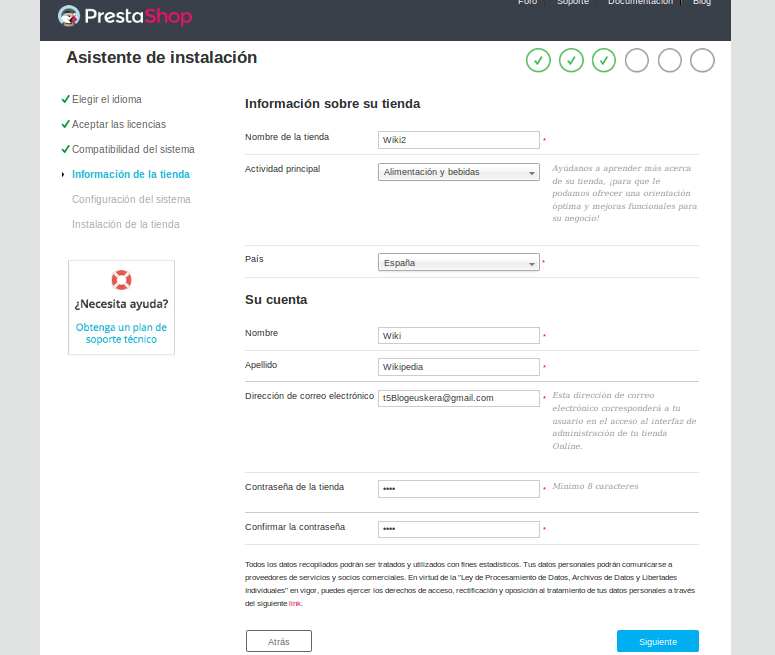 Foro Soporte Documentación Blog
PrestaShop
Asistente de instalación
Elegir el idioma
Aceptar las licencias
Compatibilidad del sistema
Información de la tienda
Configuración del sistema
Instalación de la tienda
¿Necesita ayuda?
Obtenga un plan de
soporte técnico
Información sobre su tienda
Nombre de la tienda Wiki2 *
Actividad principal Alimentación y bebidas
Ayúdanos a aprender más acerca
de su tienda, ¡para que le
podamos ofrecer una orientación
óptima y mejoras funcionales para
su negocio!
País España *
Su cuenta
Nombre Wiki *
Apellido Wikipedia *
Dirección de correo electrónico t5Blogeuskera@gmail.com *
Esta dirección de correo
electrónico corresponderá a tu
usuario en el acceso al interfaz de
administración de tu tienda
Online.
Contraseña de la tienda •••• * Mínimo 8 caracteres
Confirmar la contraseña •••• *
Todos los datos recopilados podrán ser tratados y utilizados con fines estadísticos. Tus datos personales podrán comunicarse a
proveedores de servicios y socios comerciales. En virtud de la "Ley de Procesamiento de Datos, Archivos de Datos y Libertades
Individuales" en vigor, puedes ejercer los derechos de acceso, rectificación y oposición al tratamiento de tus datos personales a través
del siguiente link.
Atrás Siguiente